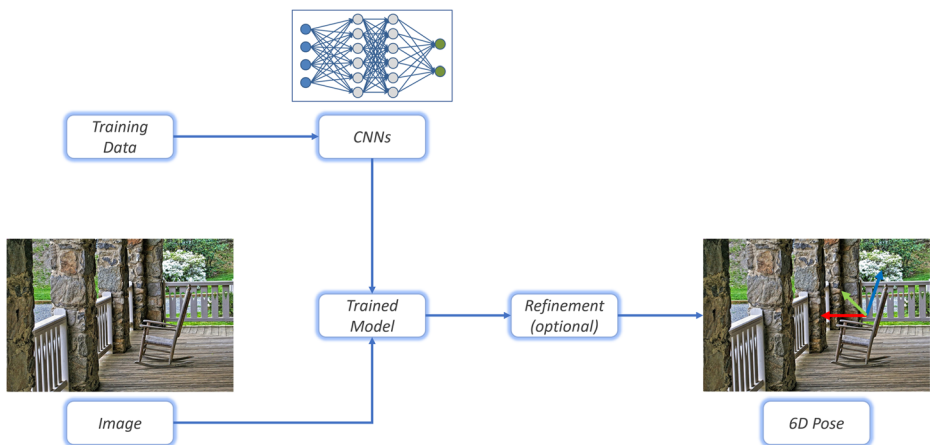 Training
Data
CNNs
Trained
Model
Refinement
(optional)
Image
6D Pose